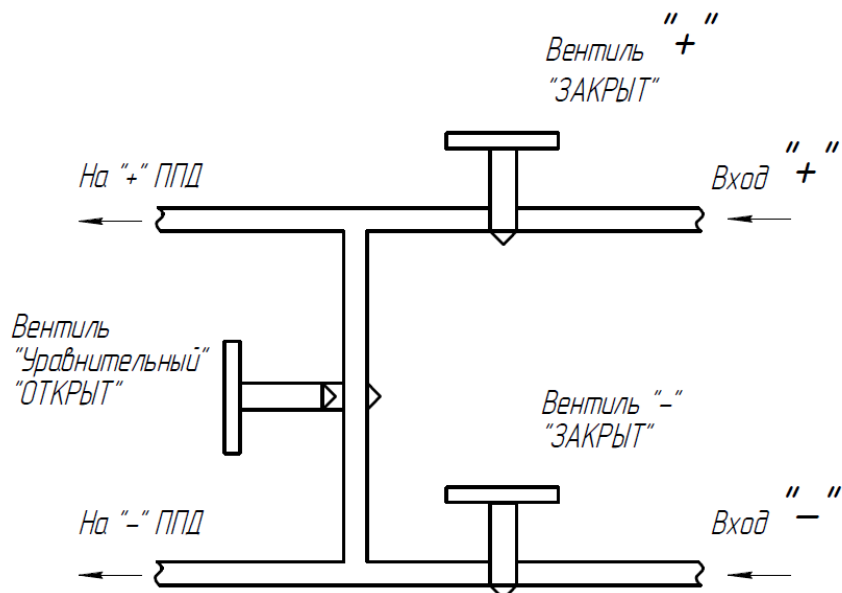 Вентиль "+"
"ЗАКРЫТ"
На "+" ППД
Вход "+"
Вентиль
"Уравнительный"
"ОТКРЫТ"
Вентиль "–"
"ЗАКРЫТ"
На "–" ППД
Вход "–"